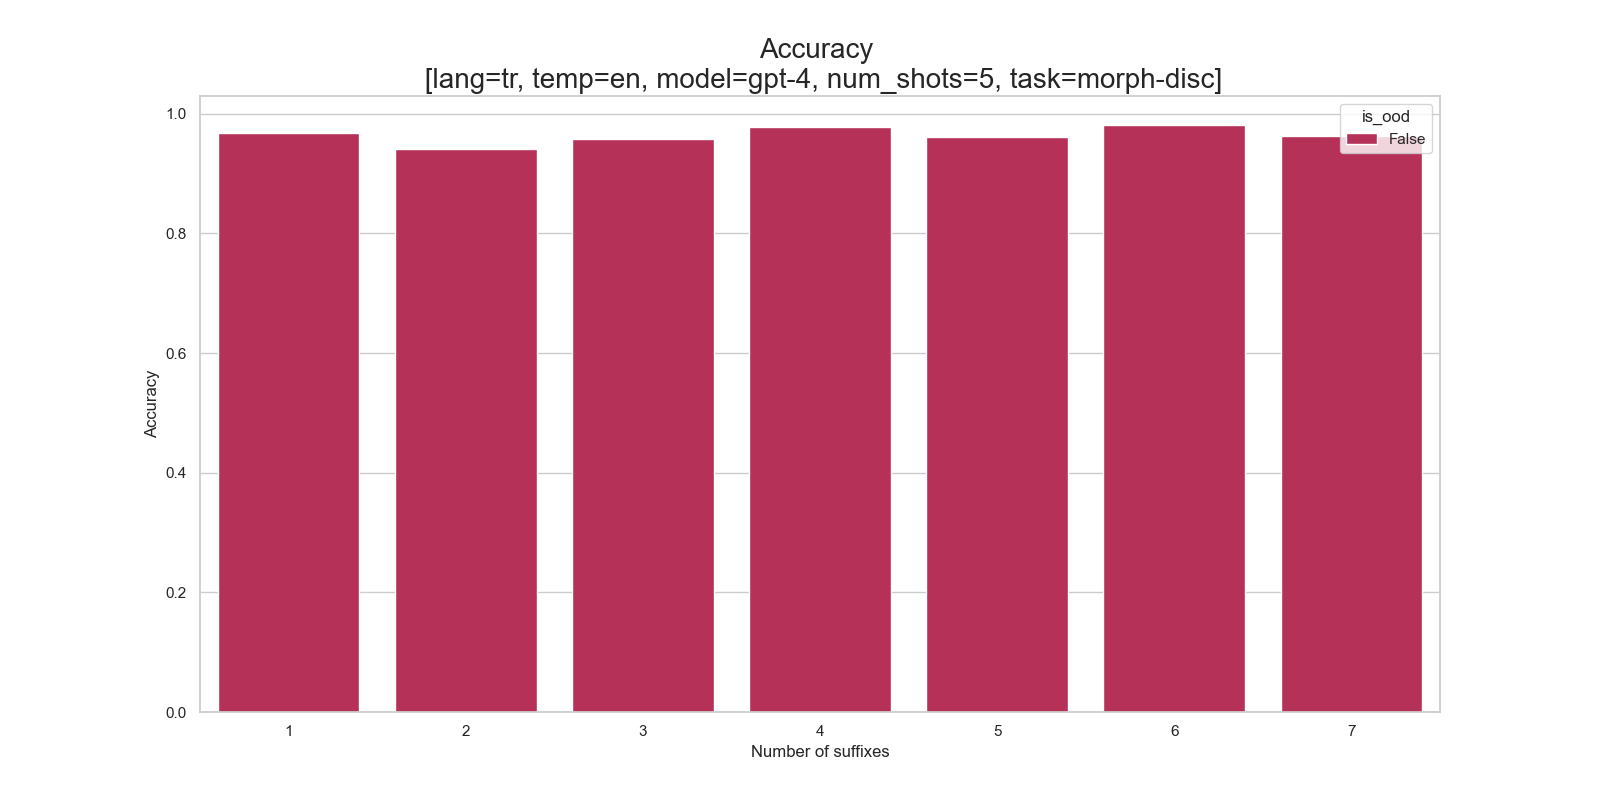 Accuracy
[lang=tr, temp=en, model=gpt-4, num_shots=5, task=morph-disc]
is_ood
False
1.0
0.8
0.6
0.4
0.2
0.0
Accuracy
1 2 3 4 5 6 7
Number of suffixes